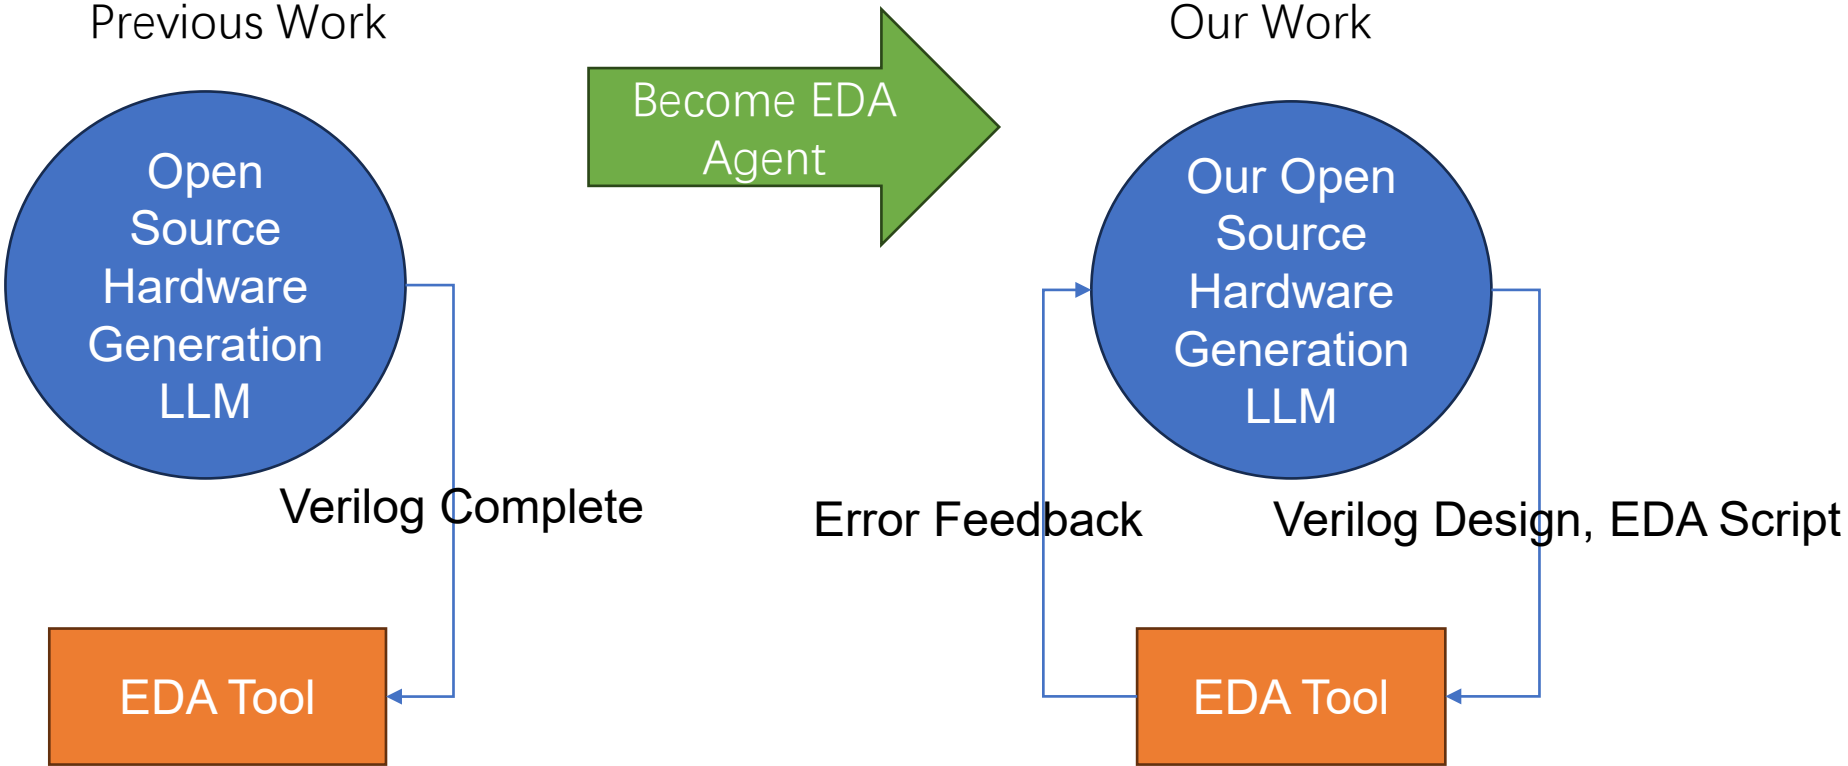 Previous Work
Open
Source
Hardware
Generation
LLM
Verilog Complete
EDA Tool
Become EDA
Agent
Our Work
Our Open
Source
Hardware
Generation
LLM
Error Feedback
Verilog Design, EDA Script
EDA Tool